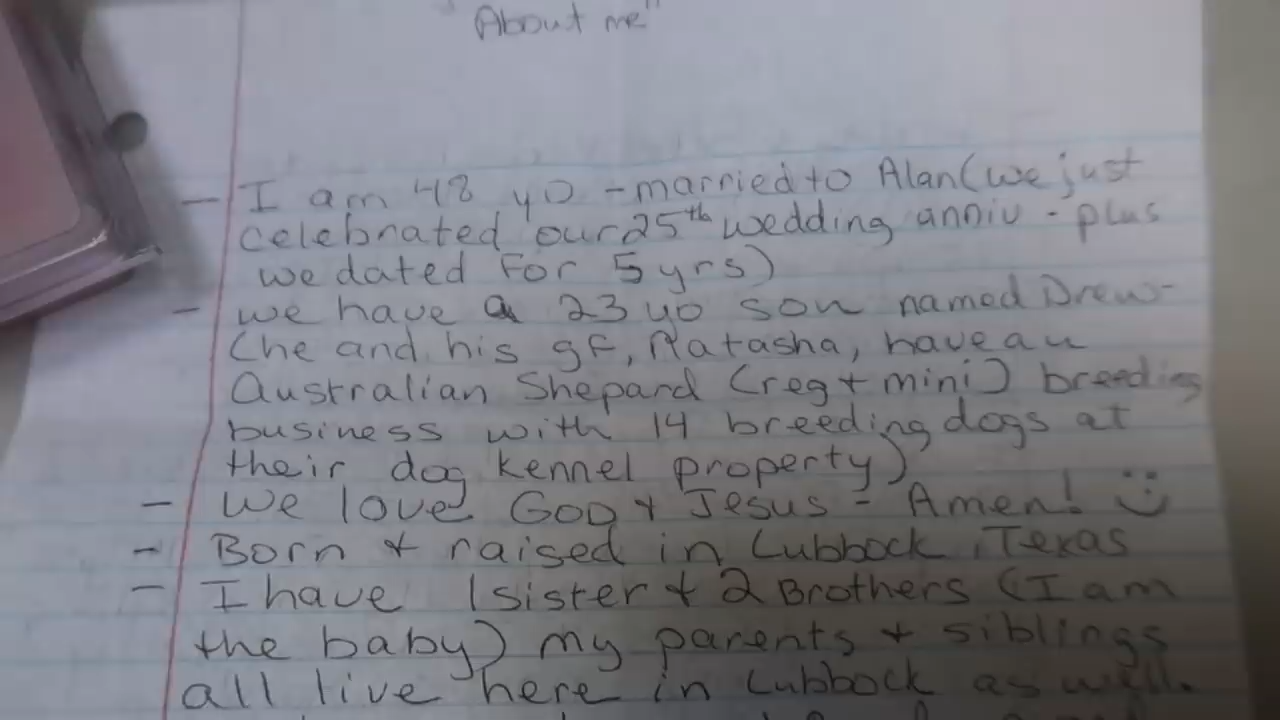 "About me"
- I am 48 yo - married to Alan (we just
celebrated our 25th wedding anniv - plus
we dated for 5 yrs)
- we have a 23 yo son named Drew -
(he and his gf, Natasha, have an
Australian Shepard (reg + mini) breeding
business with 14 breeding dogs at
their dog kennel property)
- We love GOD & Jesus - Amen! :)
- Born & raised in Lubbock, Texas
- I have 1 sister & 2 Brothers (I am
the baby) my parents & siblings
all live here in Lubbock as well.